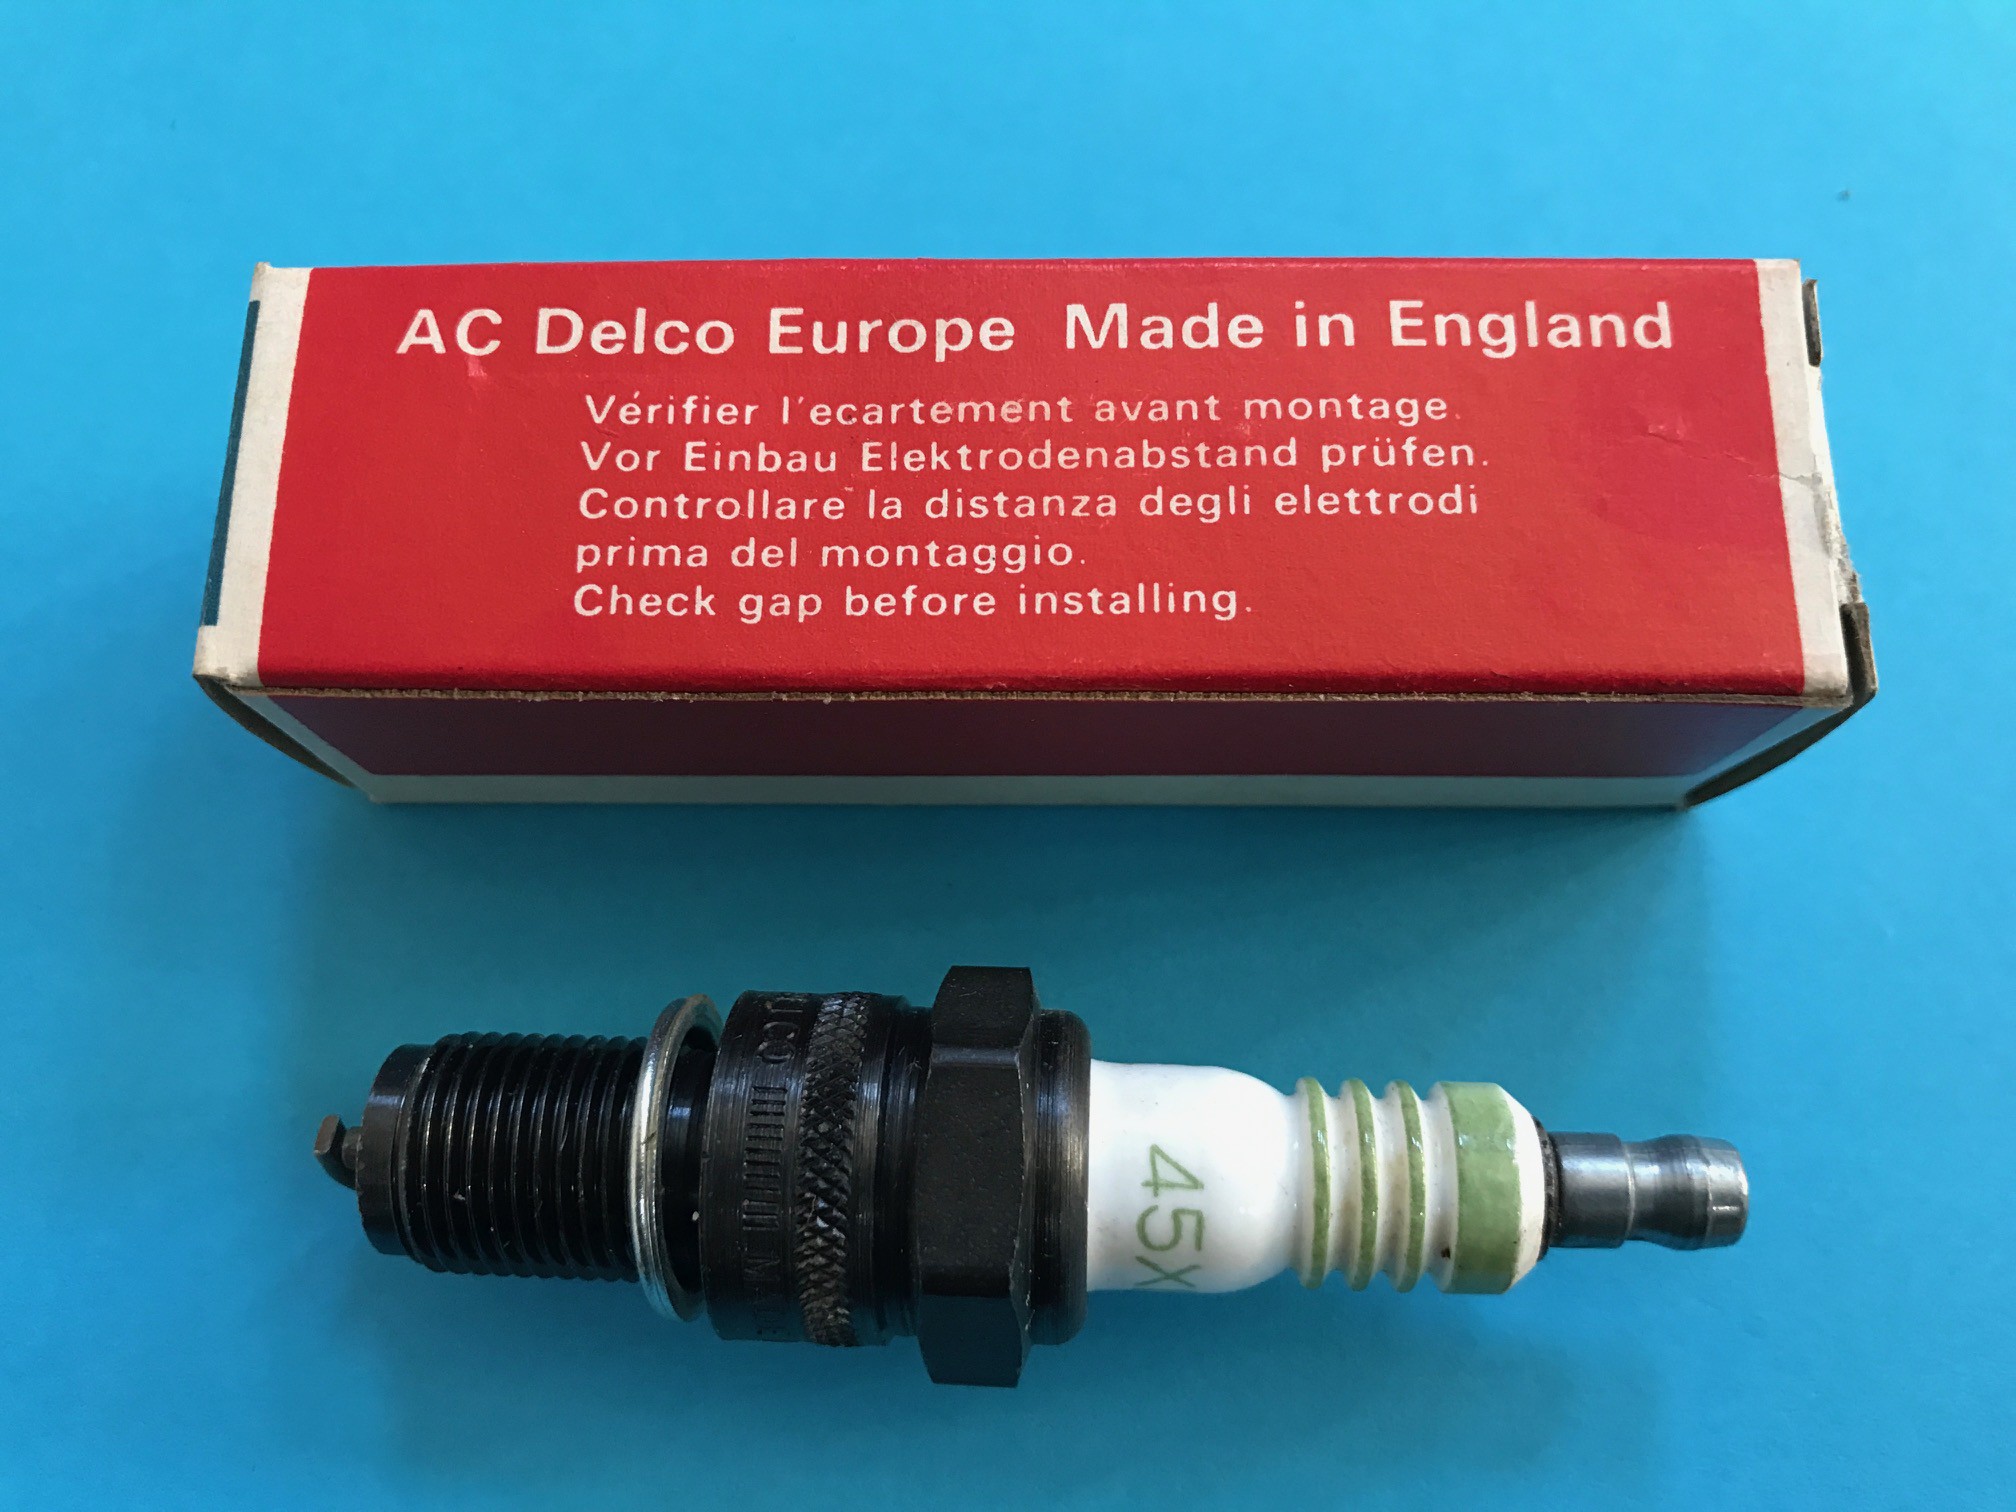 AC Delco Europe Made in England
Vérifier l'ecartement avant montage.
Vor Einbau Elektrodenabstand prüfen.
Controllare la distanza degli elettrodi
prima del montaggio.
Check gap before installing.
45X